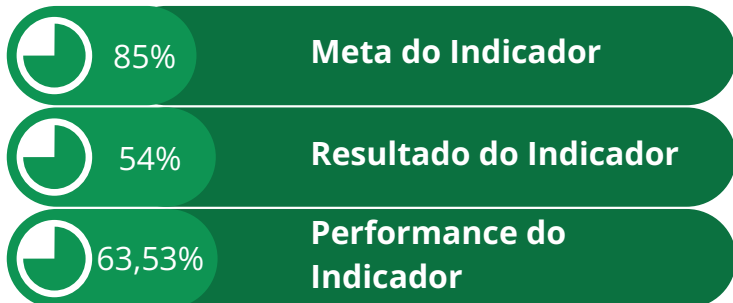 85%
Meta do Indicador
54%
Resultado do Indicador
63,53%
Performance do
Indicador